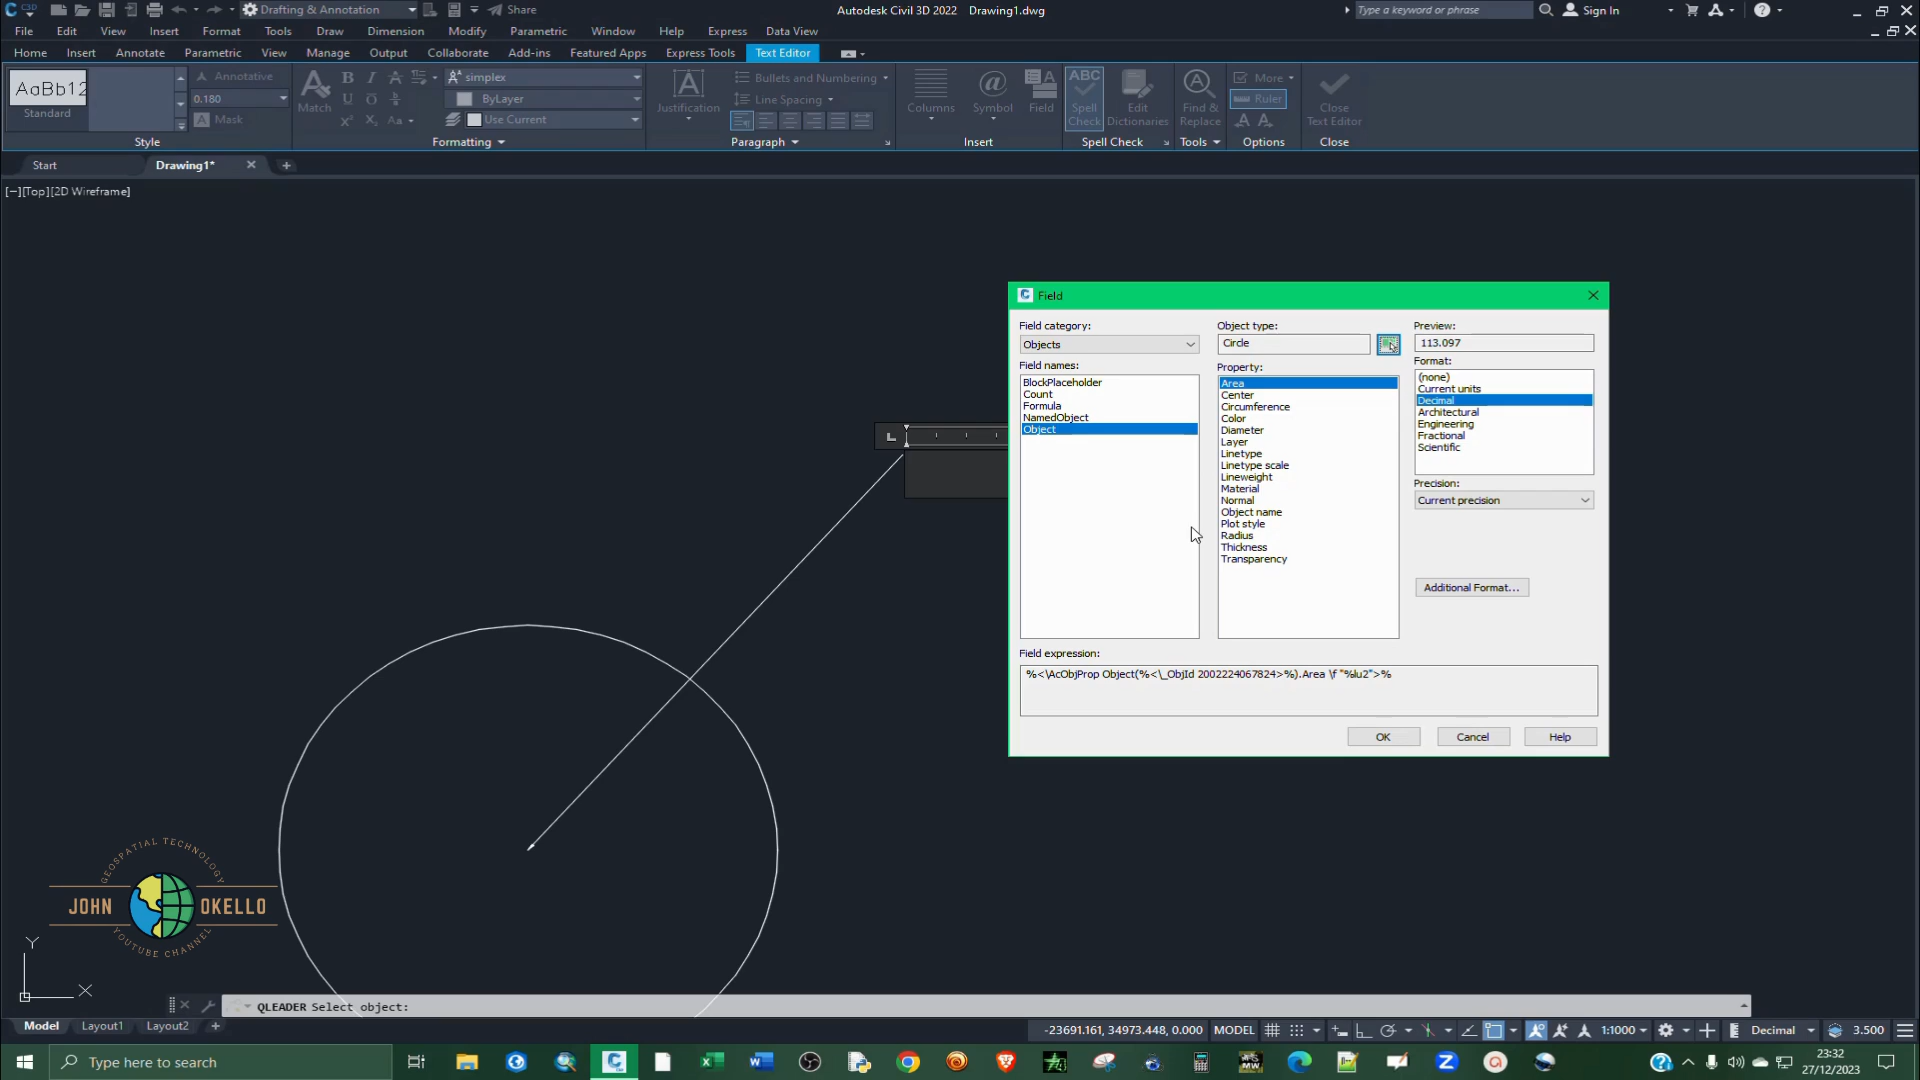 Drafting & Annotation
Share
Autodesk Civil 3D 2022 Drawing1.dwg
Type a keyword or phrase
Sign In
File Edit View Insert Format Tools Draw Dimension Modify Parametric Window Help Express Data View
Home Insert Annotate Parametric View Manage Output Collaborate Add-ins Featured Apps Express Tools Text Editor
AaBb12
Standard
Annotative
0.180
Mask
Style
Match
simplex
ByLayer
Use Current
Formatting
Justification
Bullets and Numbering
Line Spacing
Paragraph
Columns
Symbol
Field
Insert
Spell Check
Edit Dictionaries
Spell Check
Find & Replace
Tools
More
Ruler
Options
Close Text Editor
Close
Start
Drawing1*
[−][Top][2D Wireframe]
Field
Field category:
Objects
Field names:
BlockPlaceholder
Count
Formula
NamedObject
Object
Object type:
Circle
Property:
Area
Center
Circumference
Color
Diameter
Layer
Linetype
Linetype scale
Lineweight
Material
Normal
Object name
Plot style
Radius
Thickness
Transparency
Preview:
113.097
Format:
(none)
Current units
Decimal
Architectural
Engineering
Fractional
Scientific
Precision:
Current precision
Additional Format...
Field expression:
%<\AcObjProp Object(%<\_ObjId 2002224067824>%).Area \f "%lu2">%
OK
Cancel
Help
GEOSPATIAL TECHNOLOGY
JOHN OKELLO
YOUTUBE CHANNEL
Y
X
QLEADER Select object:
Model
Layout1
Layout2
-23691.161, 34973.448, 0.000
MODEL
1:1000
Decimal
3.500
Type here to search
23:32
27/12/2023